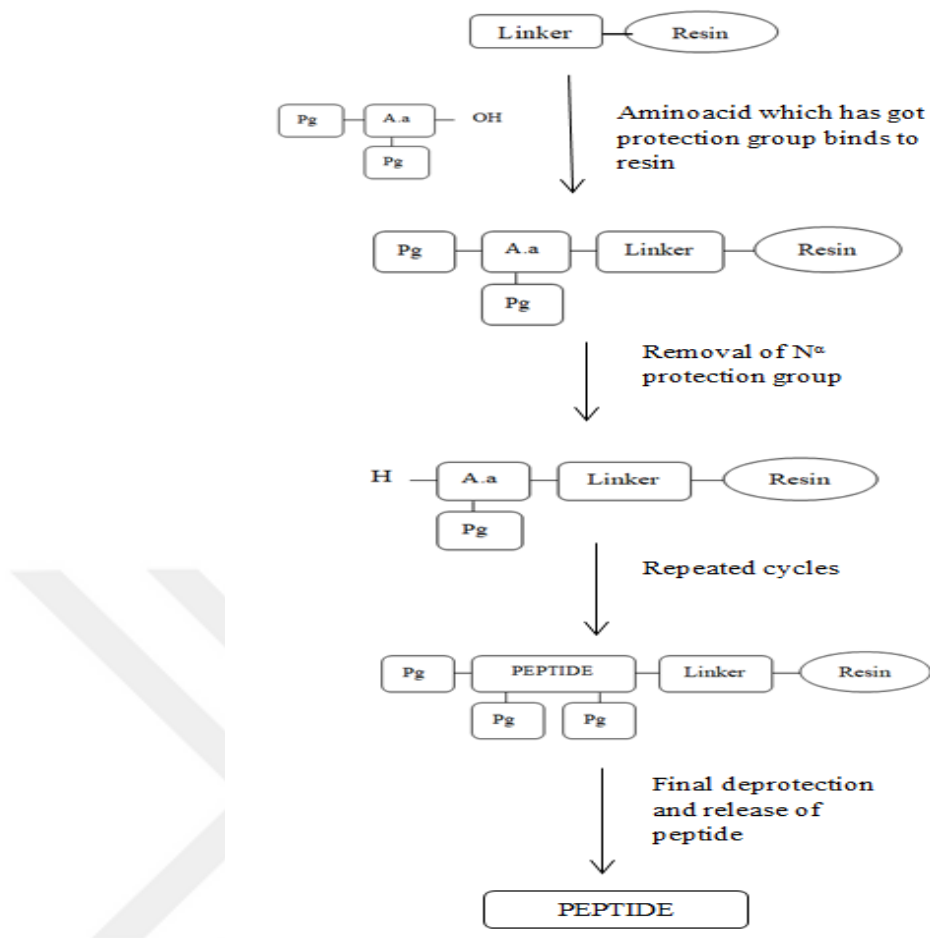 Linker Resin
Pg A.a OH
Pg
Aminoacid which has got
protection group binds to
resin
Pg A.a Linker Resin
Pg
Removal of Nᵅ
protection group
H A.a Linker Resin
Pg
Repeated cycles
Pg PEPTIDE Linker Resin
Pg Pg
Final deprotection
and release of
peptide
PEPTIDE